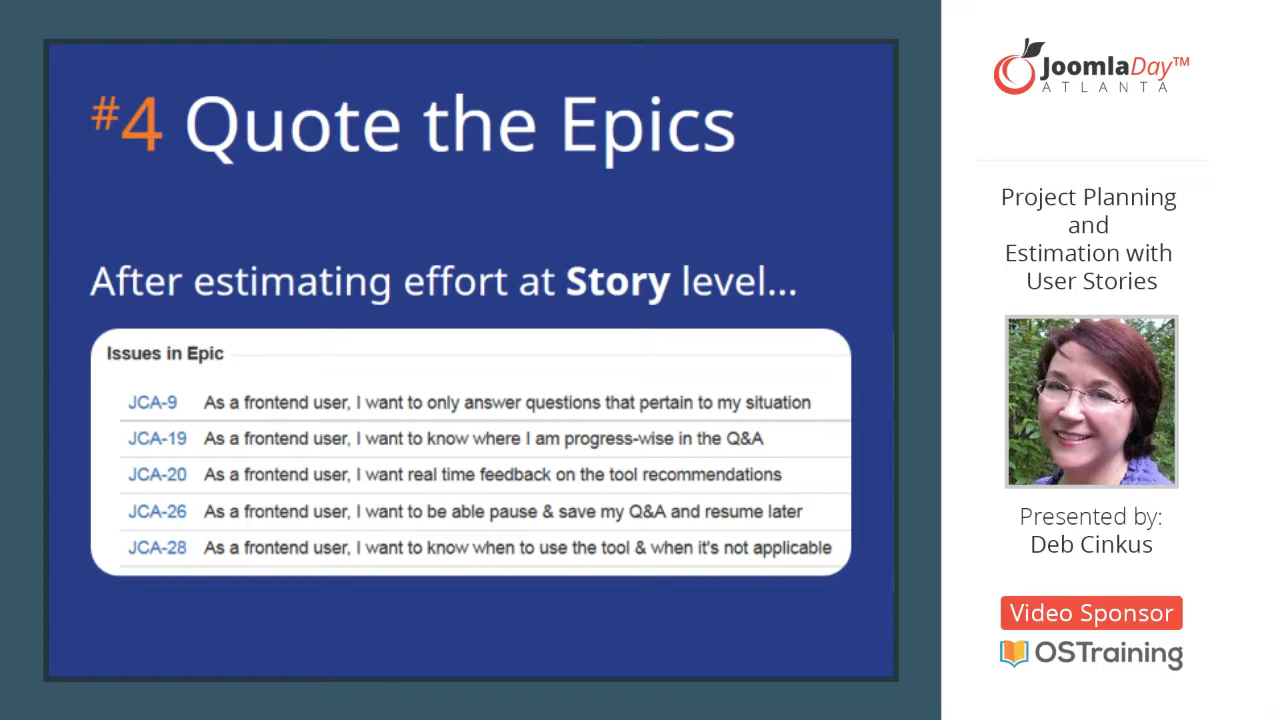 #4 Quote the Epics
After estimating effort at Story level...
Issues in Epic
JCA-9 As a frontend user, I want to only answer questions that pertain to my situation
JCA-19 As a frontend user, I want to know where I am progress-wise in the Q&A
JCA-20 As a frontend user, I want real time feedback on the tool recommendations
JCA-26 As a frontend user, I want to be able pause & save my Q&A and resume later
JCA-28 As a frontend user, I want to know when to use the tool & when it's not applicable
JoomlaDay™
ATLANTA
Project Planning
and
Estimation with
User Stories
Presented by:
Deb Cinkus
Video Sponsor
OSTraining